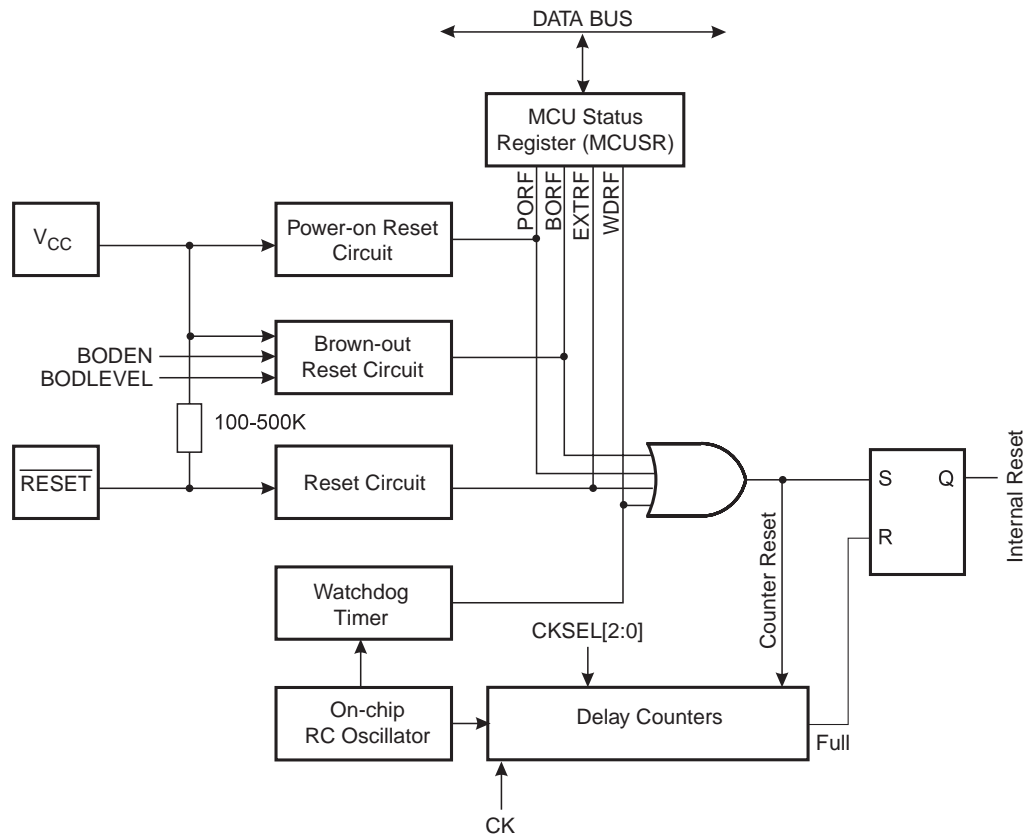 DATA BUS
MCU Status
Register (MCUSR)
PORF
BORF
EXTRF
WDRF
VCC
Power-on Reset
Circuit
BODEN
BODLEVEL
Brown-out
Reset Circuit
100-500K
RESET
Reset Circuit
S
Q
R
Internal Reset
Watchdog
Timer
CKSEL[2:0]
Counter Reset
On-chip
RC Oscillator
Delay Counters
Full
CK